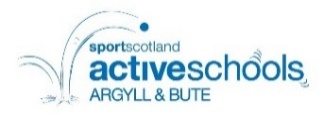 sportscotland
activeschools
ARGYLL & BUTE